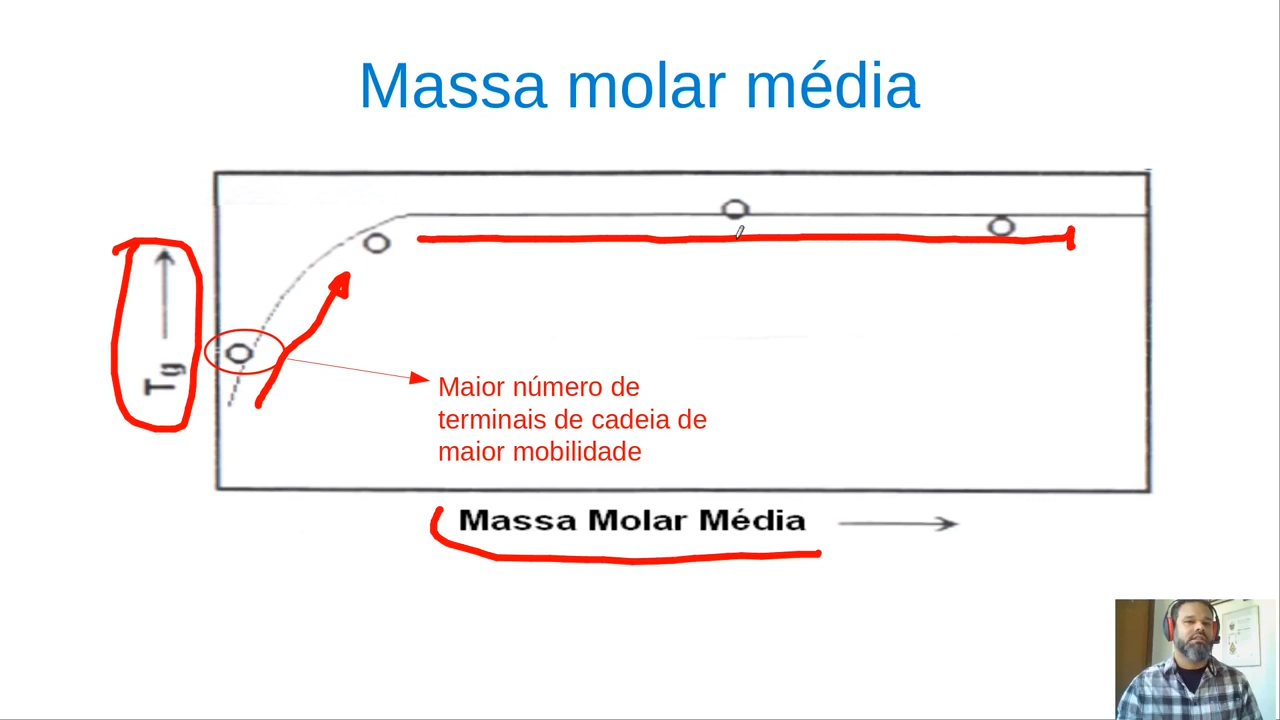 Massa molar média
Tg
Maior número de
terminais de cadeia de
maior mobilidade
Massa Molar Média